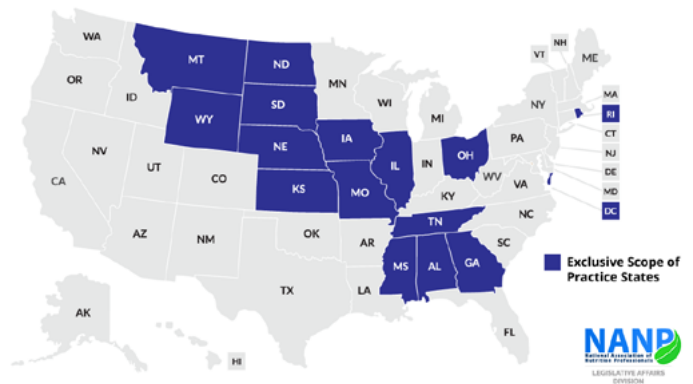 WA
MT
ND
MN
VT
NH
ME
OR
ID
WY
SD
WI
MI
NY
MA
RI
CT
NJ
DE
MD
DC
NV
UT
CO
NE
IA
IL
IN
OH
PA
WV
VA
CA
KS
MO
KY
NC
AZ
NM
OK
AR
TN
SC
MS
AL
GA
TX
LA
FL
AK
HI
Exclusive Scope of
Practice States
NANP
National Association of
Nutrition Professionals
LEGISLATIVE AFFAIRS
DIVISION